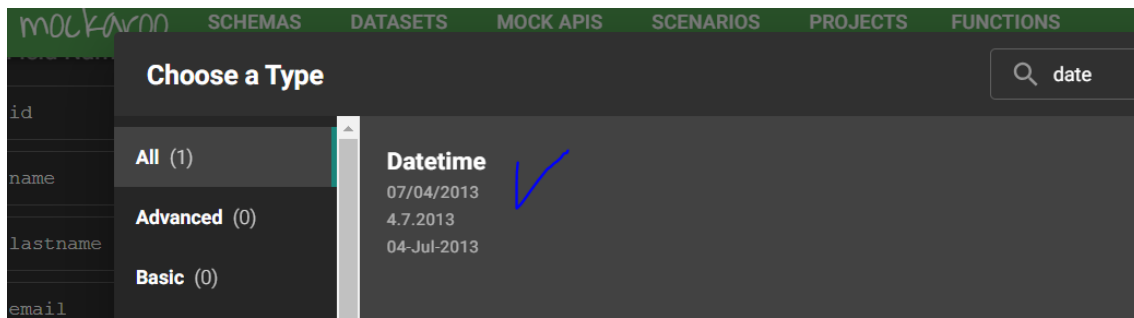 mockaroo SCHEMAS DATASETS MOCK APIS SCENARIOS PROJECTS FUNCTIONS
Choose a Type
date
id
All (1)
Datetime
name
07/04/2013
Advanced (0)
4.7.2013
lastname
04-Jul-2013
Basic (0)
email